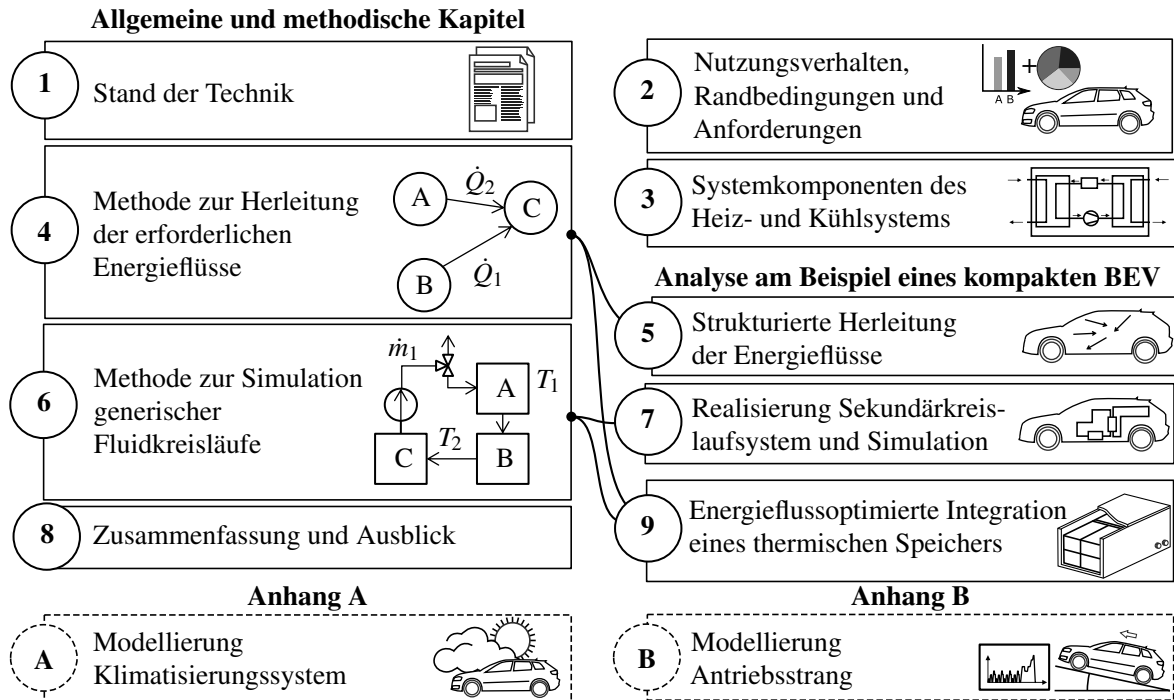 Allgemeine und methodische Kapitel
1
Stand der Technik
A B
+
2
Nutzungsverhalten,
Randbedingungen und
Anforderungen
4
Methode zur Herleitung
der erforderlichen
Energieflüsse
A
Q̇2
C
B
Q̇1
3
Systemkomponenten des
Heiz- und Kühlsystems
Analyse am Beispiel eines kompakten BEV
5
Strukturierte Herleitung
der Energieflüsse
6
Methode zur Simulation
generischer
Fluidkreisläufe
ṁ1
A
T1
T2
C
B
7
Realisierung Sekundärkreis-
laufsystem und Simulation
8
Zusammenfassung und Ausblick
9
Energieflussoptimierte Integration
eines thermischen Speichers
Anhang A
A
Modellierung
Klimatisierungssystem
Anhang B
B
Modellierung
Antriebsstrang